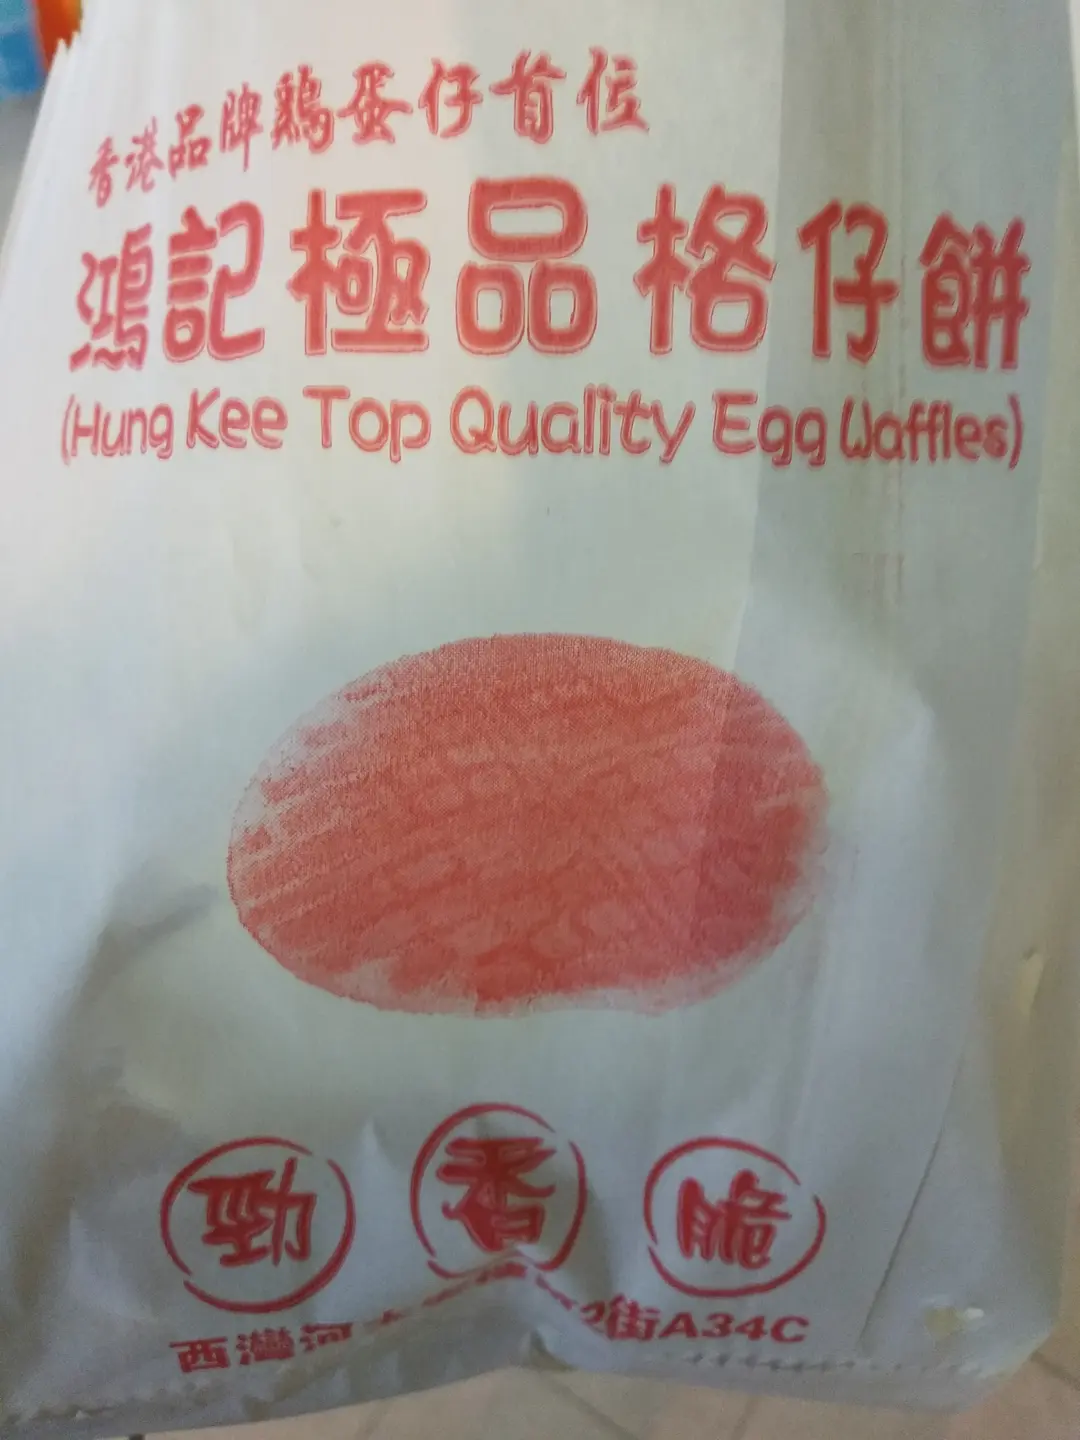 香港品牌鷄蛋仔首位
鴻記極品格仔餅
(Hung Kee Top Quality Egg Waffles)
勁 香 脆
西灣河 2街A34C